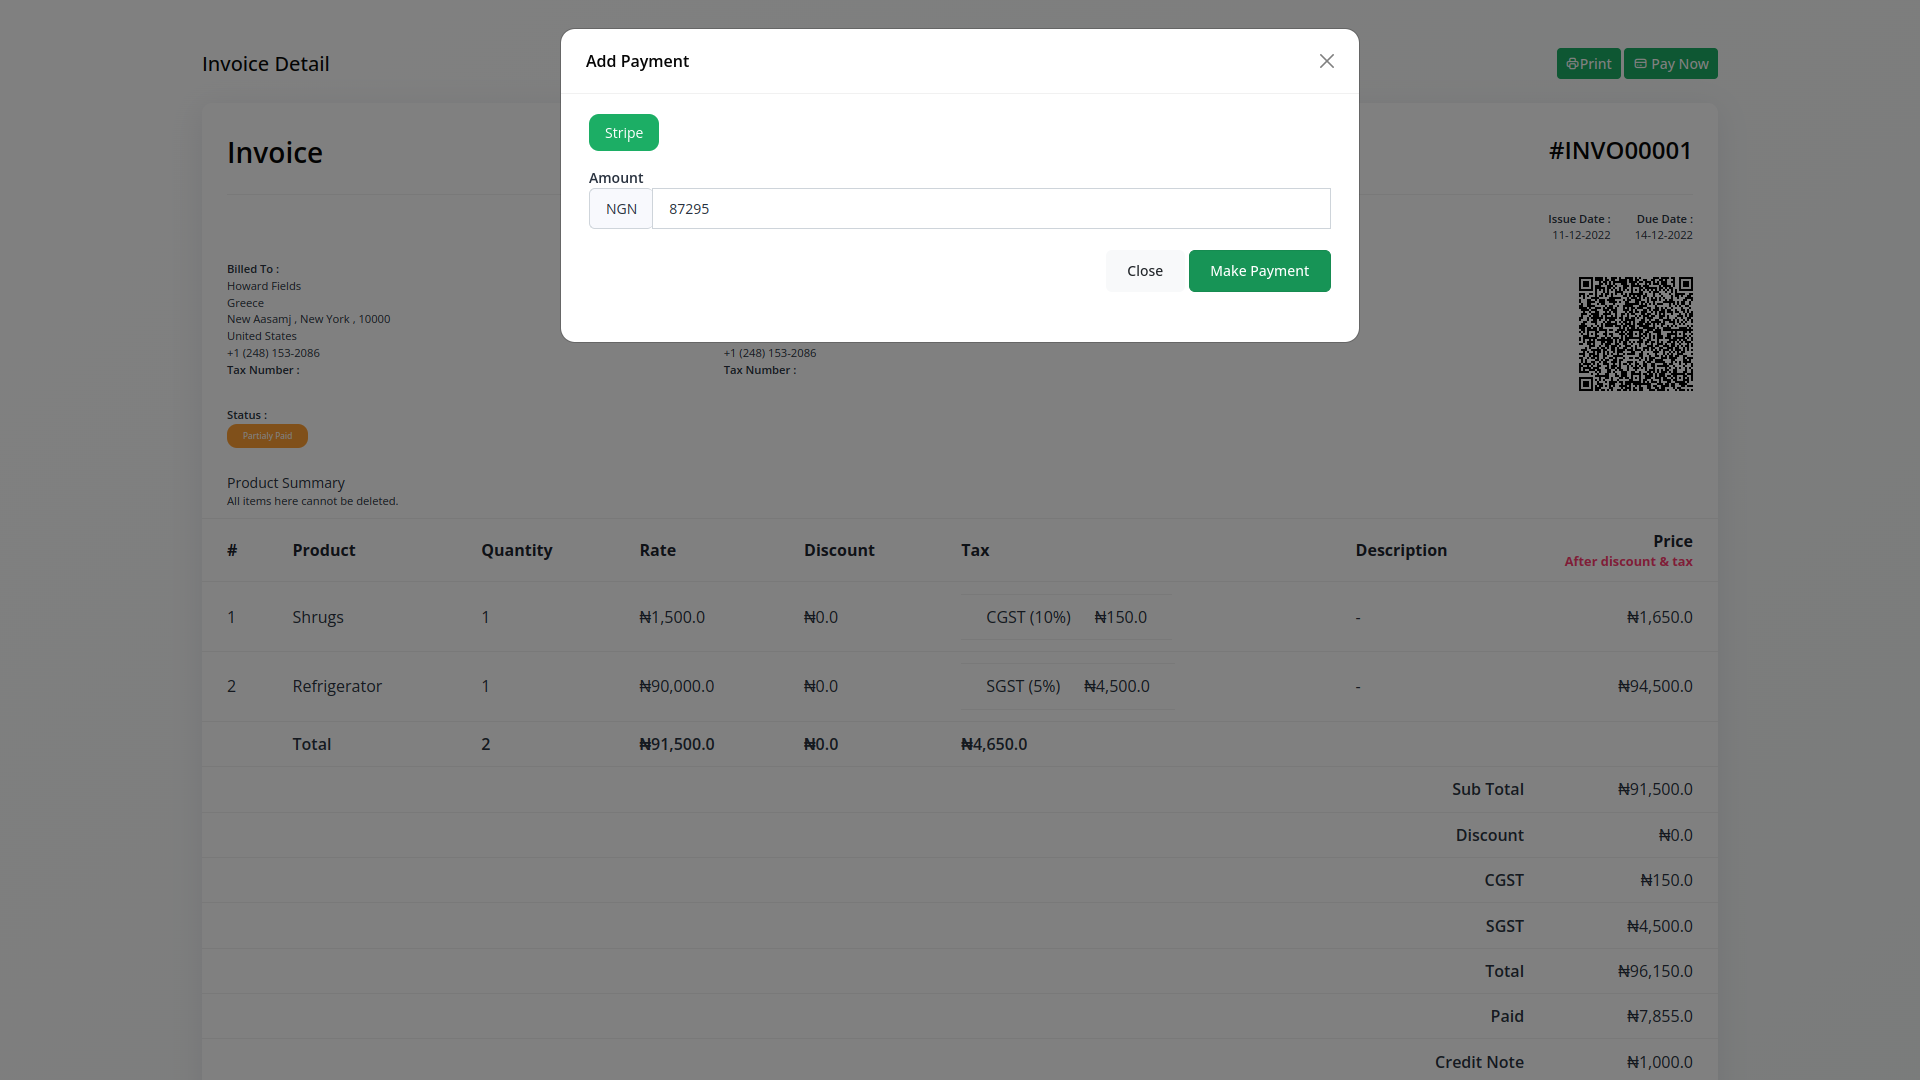 Invoice Detail
Print
Pay Now
Add Payment
Stripe
Amount
NGN
87295
Close
Make Payment
Invoice
#INVO00001
Issue Date :
11-12-2022
Due Date :
14-12-2022
Billed To :
Howard Fields
Greece
New Aasamj , New York , 10000
United States
+1 (248) 153-2086
Tax Number :
+1 (248) 153-2086
Tax Number :
Status :
Partialy Paid
Product Summary
All items here cannot be deleted.
# Product Quantity Rate Discount Tax Description Price
After discount & tax
1 Shrugs 1 ₦1,500.0 ₦0.0 CGST (10%) ₦150.0 - ₦1,650.0
2 Refrigerator 1 ₦90,000.0 ₦0.0 SGST (5%) ₦4,500.0 - ₦94,500.0
Total 2 ₦91,500.0 ₦0.0 ₦4,650.0
Sub Total ₦91,500.0
Discount ₦0.0
CGST ₦150.0
SGST ₦4,500.0
Total ₦96,150.0
Paid ₦7,855.0
Credit Note ₦1,000.0